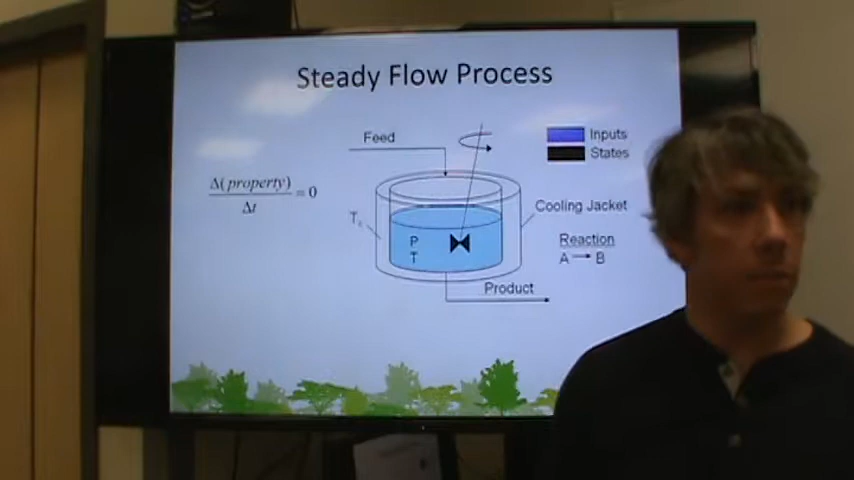 Steady Flow Process
Feed
Inputs
States
Δ(property)
Δt
= 0
Cooling Jacket
P
T
Reaction
A → B
Product